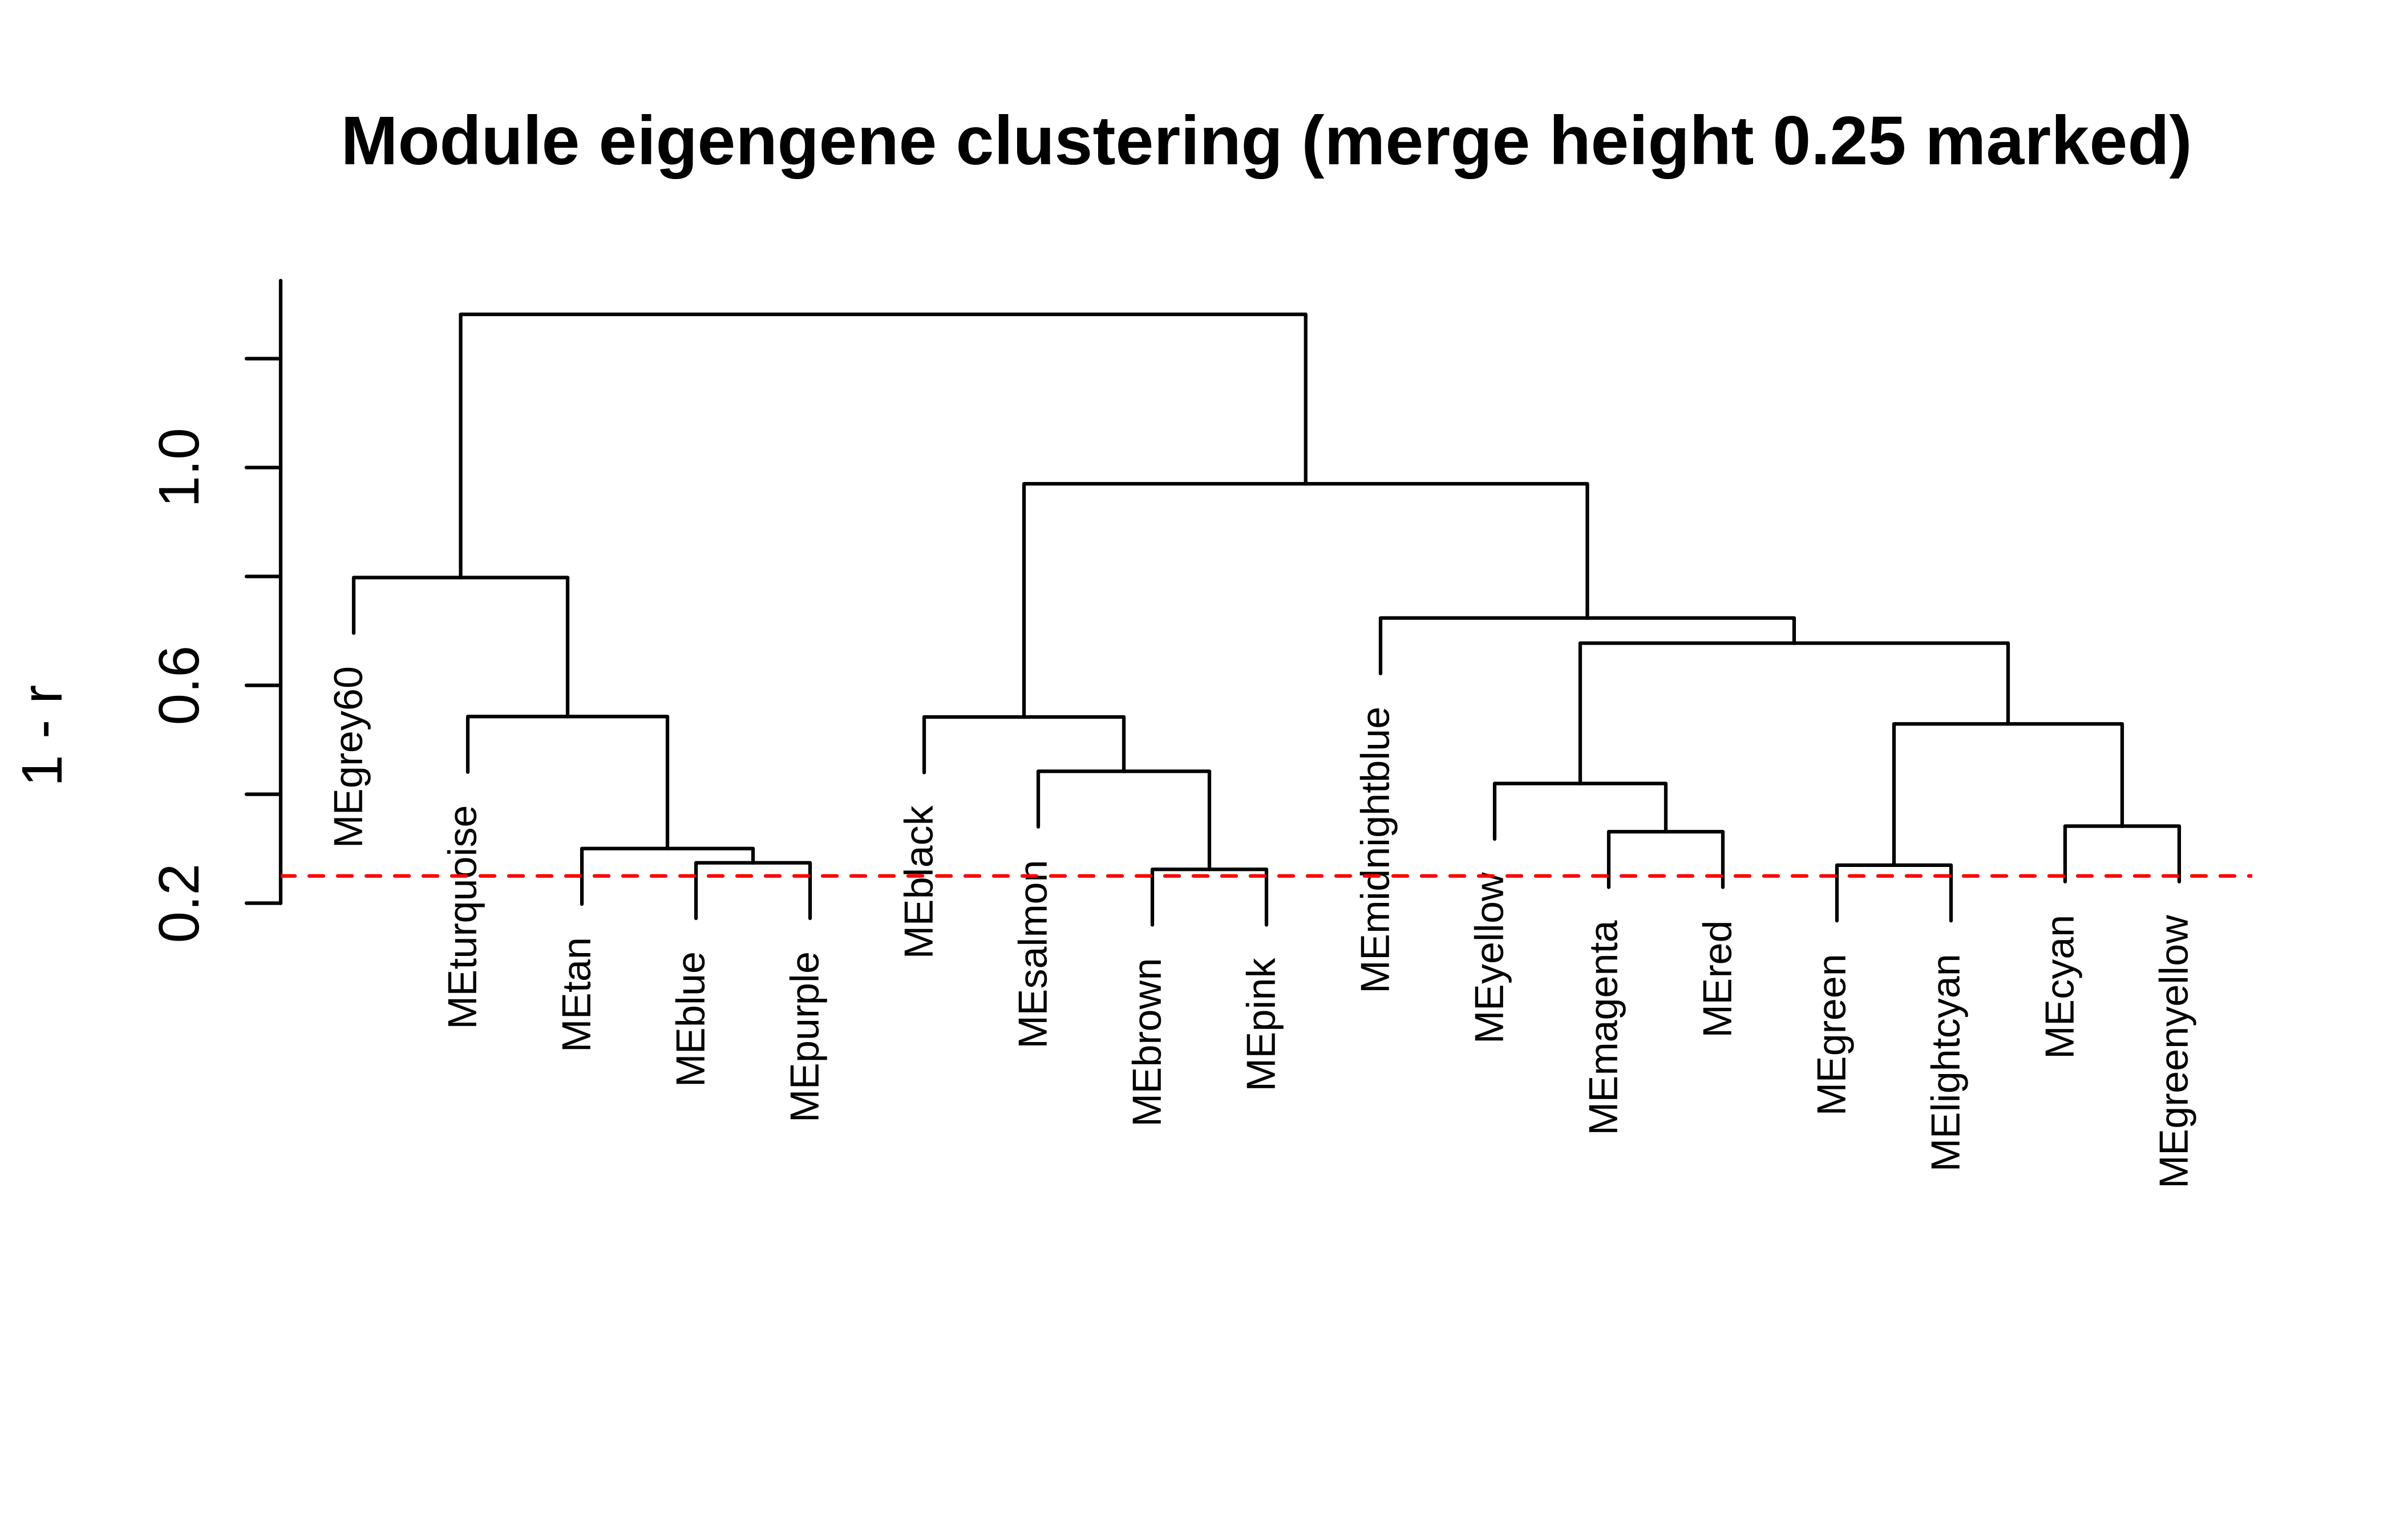 Module eigengene clustering (merge height 0.25 marked)
1 - r
1.0
0.6
0.2
MEgrey60
MEturquoise
MEtan
MEblue
MEpurple
MEblack
MEsalmon
MEbrown
MEpink
MEmidnightblue
MEyellow
MEmagenta
MEred
MEgreen
MElightcyan
MEcyan
MEgreenyellow